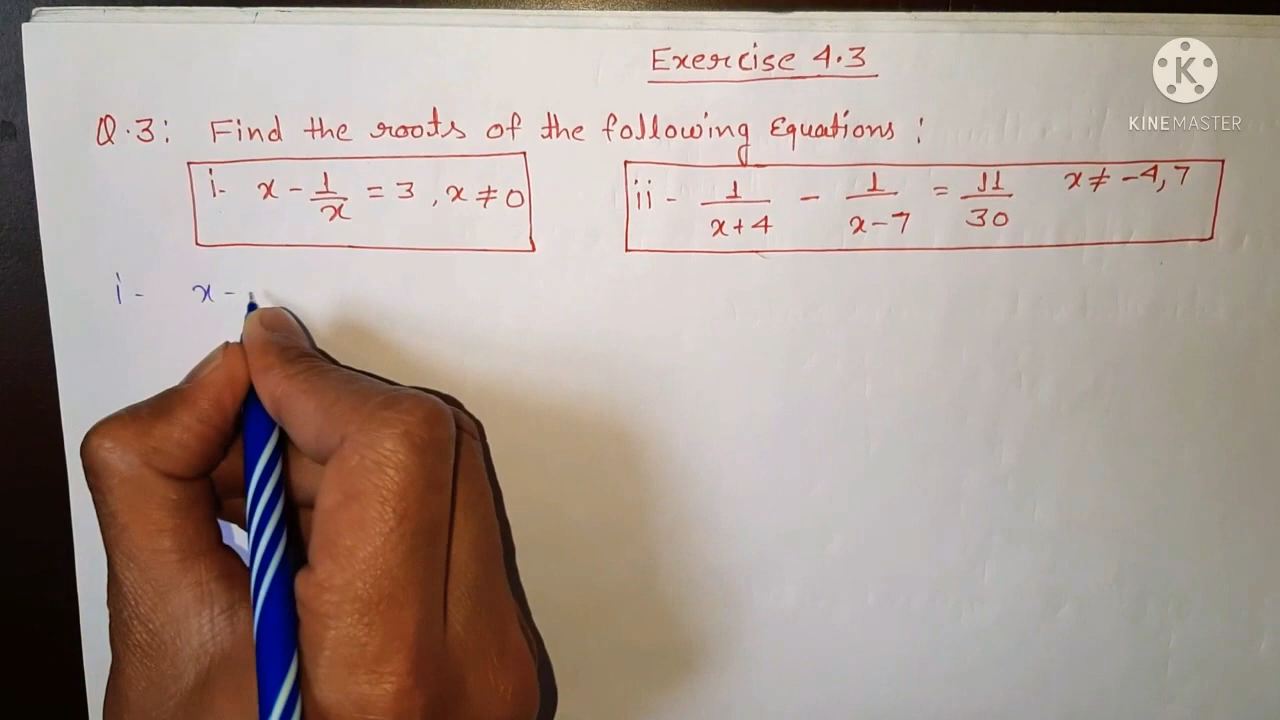 Exercise 4.3
K
KINEMASTER
Q.3: Find the roots of the following Equations :
i- x - 1/x = 3 , x ≠ 0
ii - 1/(x+4) - 1/(x-7) = 11/30 x ≠ -4, 7
i- x -